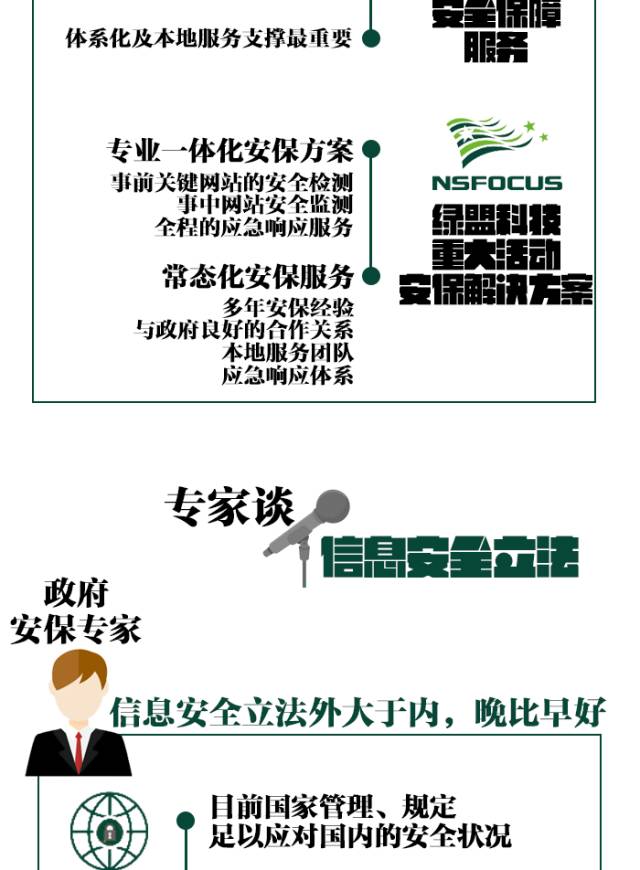 安全保障
服务
体系化及本地服务支撑最重要
专业一体化安保方案
事前关键网站的安全检测
事中网站安全监测
全程的应急响应服务
常态化安保服务
多年安保经验
与政府良好的合作关系
本地服务团队
应急响应体系
NSFOCUS
绿盟科技
重大活动
安保解决方案
专家谈
信息安全立法
政府
安保专家
信息安全立法外大于内，晚比早好
目前国家管理、规定
足以应对国内的安全状况